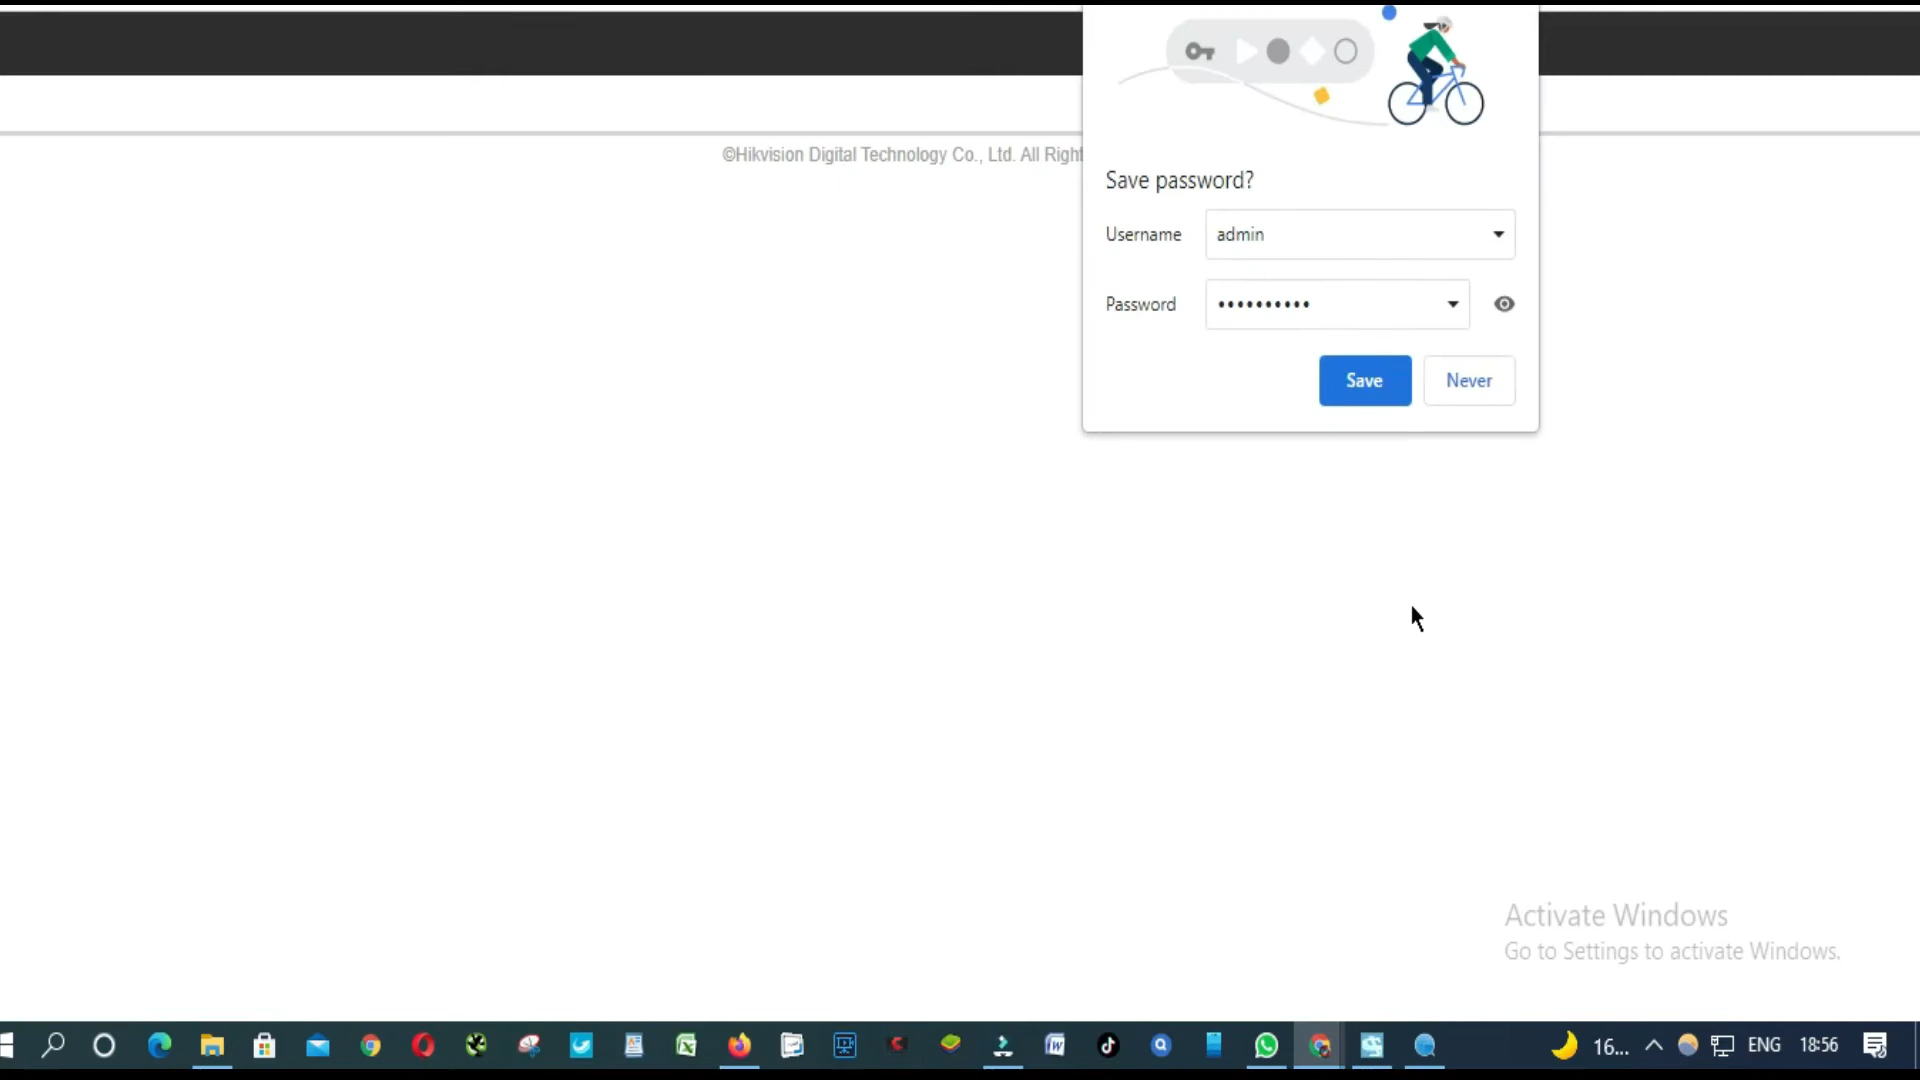 ©Hikvision Digital Technology Co., Ltd. All Right
Save password?
Username
admin
Password
••••••••••
Save
Never
Activate Windows
Go to Settings to activate Windows.
16...
ENG
18:56